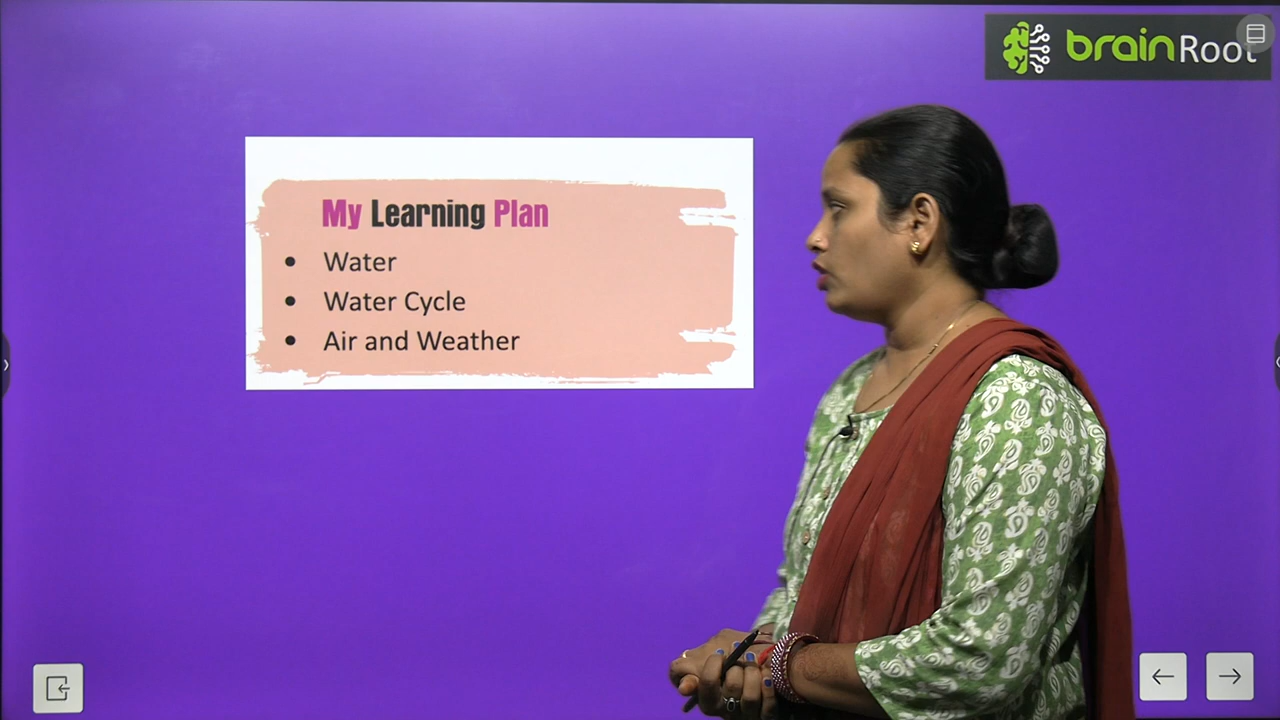 brainRoot
My Learning Plan
• Water
• Water Cycle
• Air and Weather